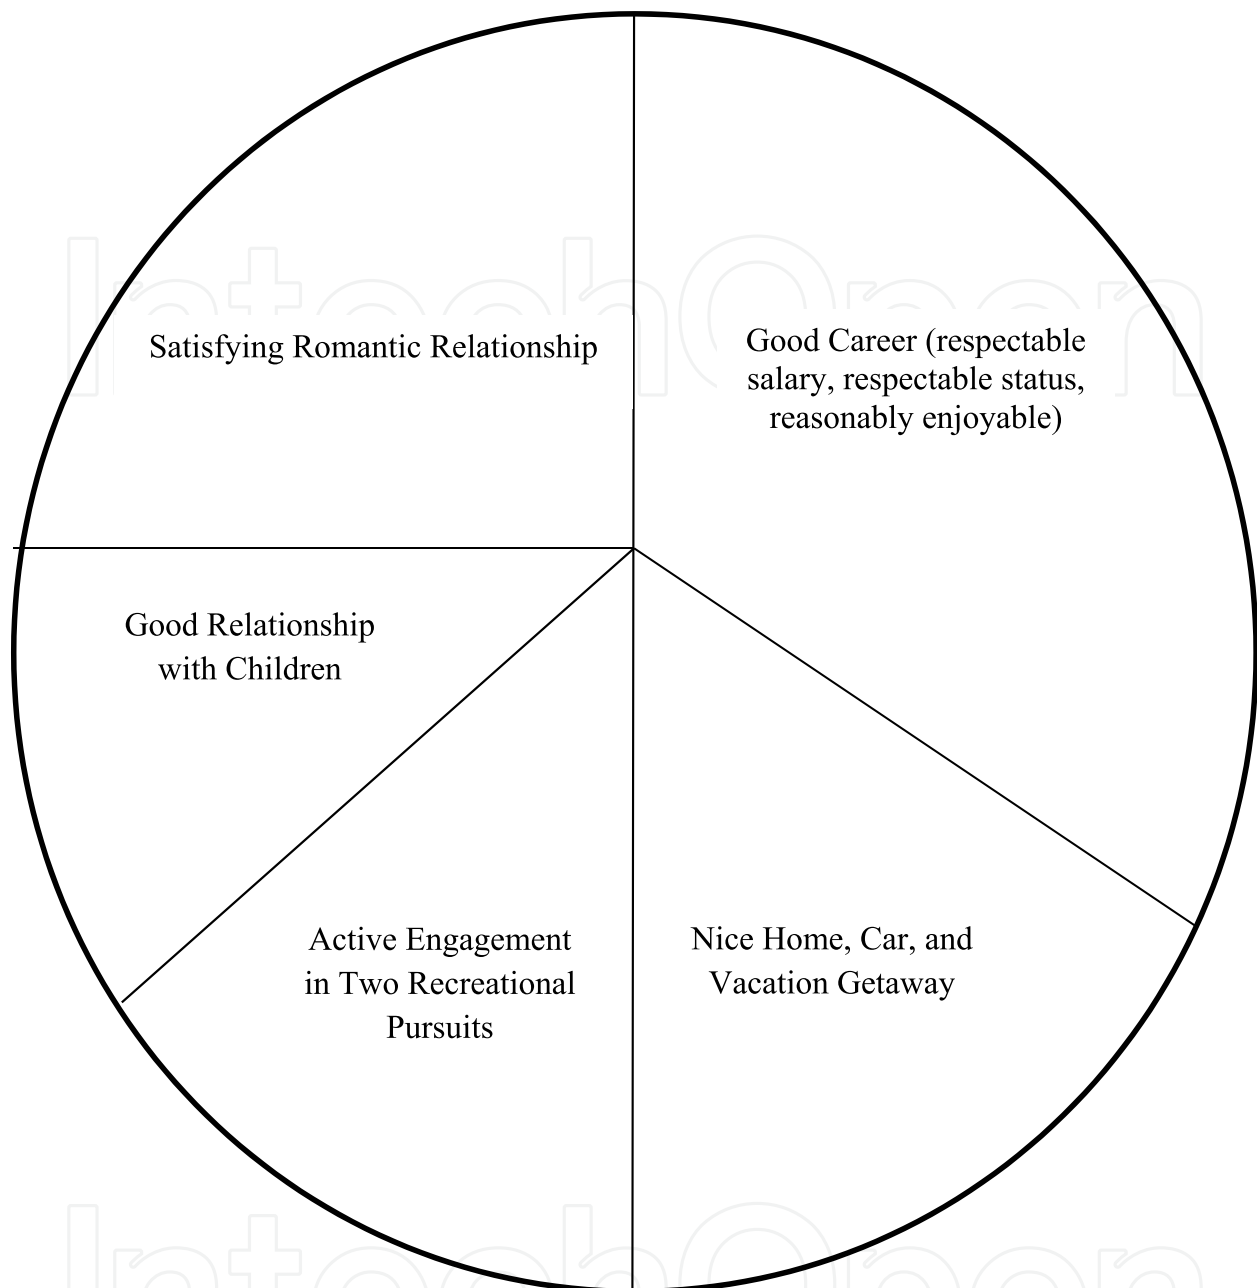 IntechOpen
Satisfying Romantic Relationship
Good Career (respectable
salary, respectable status,
reasonably enjoyable)
Good Relationship
with Children
Active Engagement
in Two Recreational
Pursuits
Nice Home, Car, and
Vacation Getaway
IntechOpen